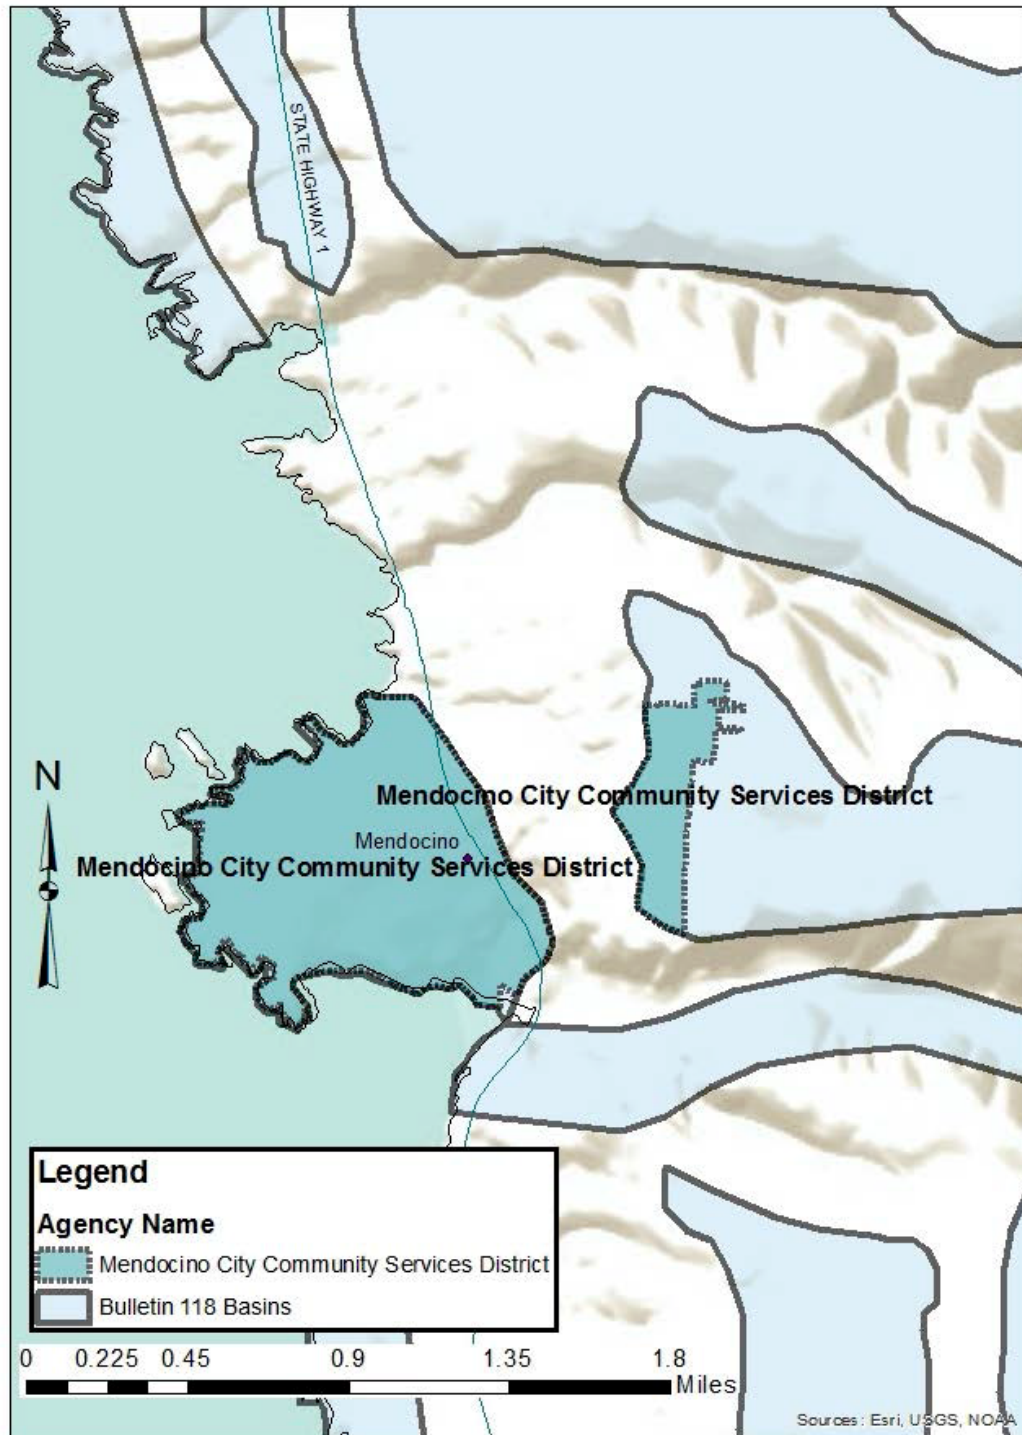 STATE HIGHWAY 1
N
Mendocino City Community Services District
Mendocino
Mendocino City Community Services District
Legend
Agency Name
Mendocino City Community Services District
Bulletin 118 Basins
0 0.225 0.45 0.9 1.35 1.8
Miles
Sources: Esri, USGS, NOAA